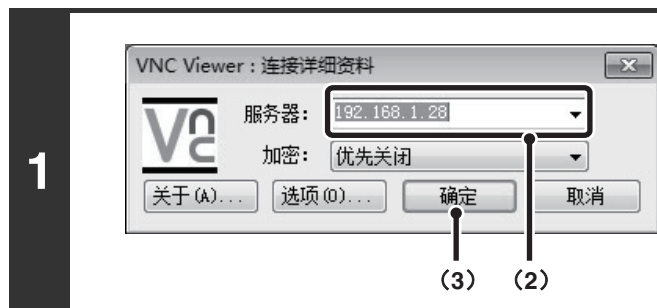 1
VNC Viewer : 连接详细资料
服务器: 192.168.1.28
加密: 优先关闭
关于(A)... 选项(O)... 确定 取消
(3) (2)